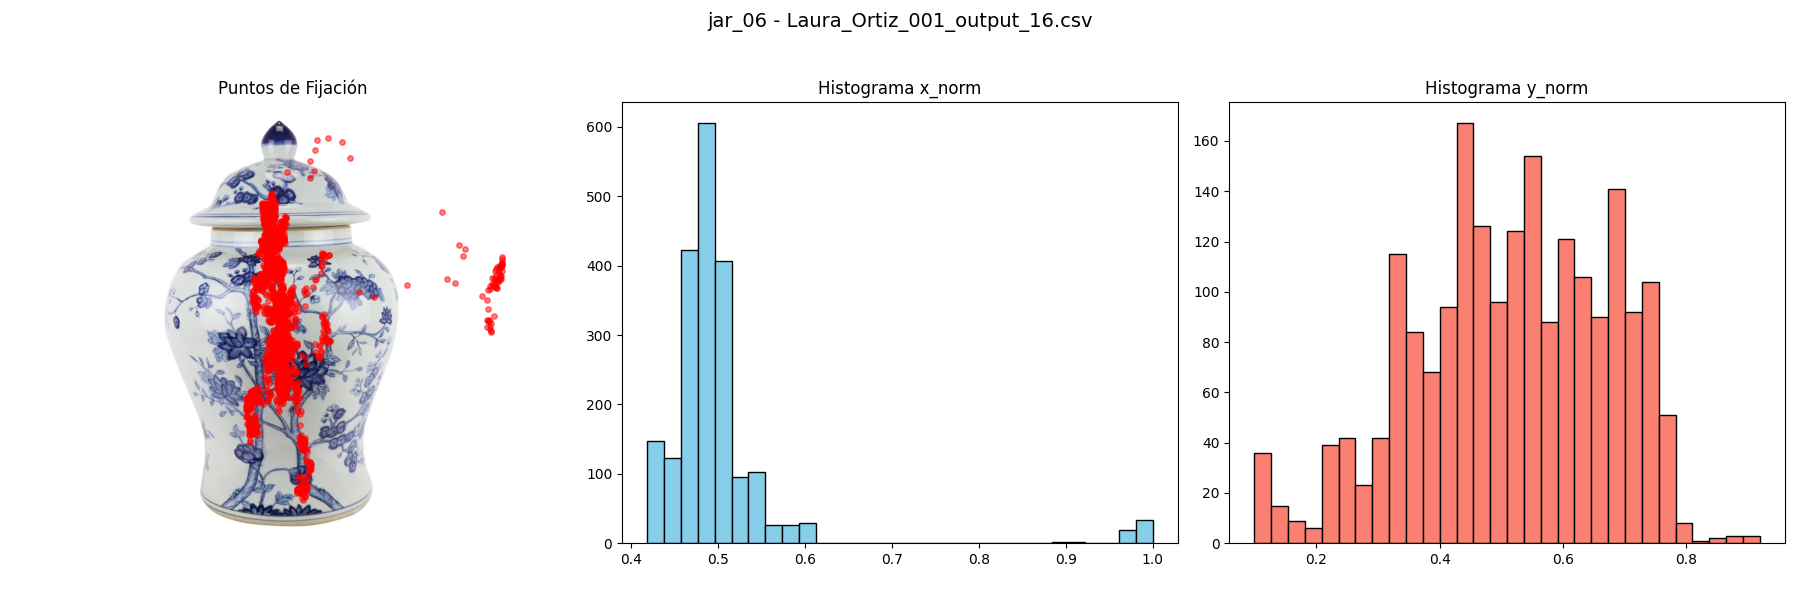 jar_06 - Laura_Ortiz_001_output_16.csv
Puntos de Fijación
Histograma x_norm
600
500
400
300
200
100
0
0.4 0.5 0.6 0.7 0.8 0.9 1.0
Histograma y_norm
160
140
120
100
80
60
40
20
0
0.2 0.4 0.6 0.8